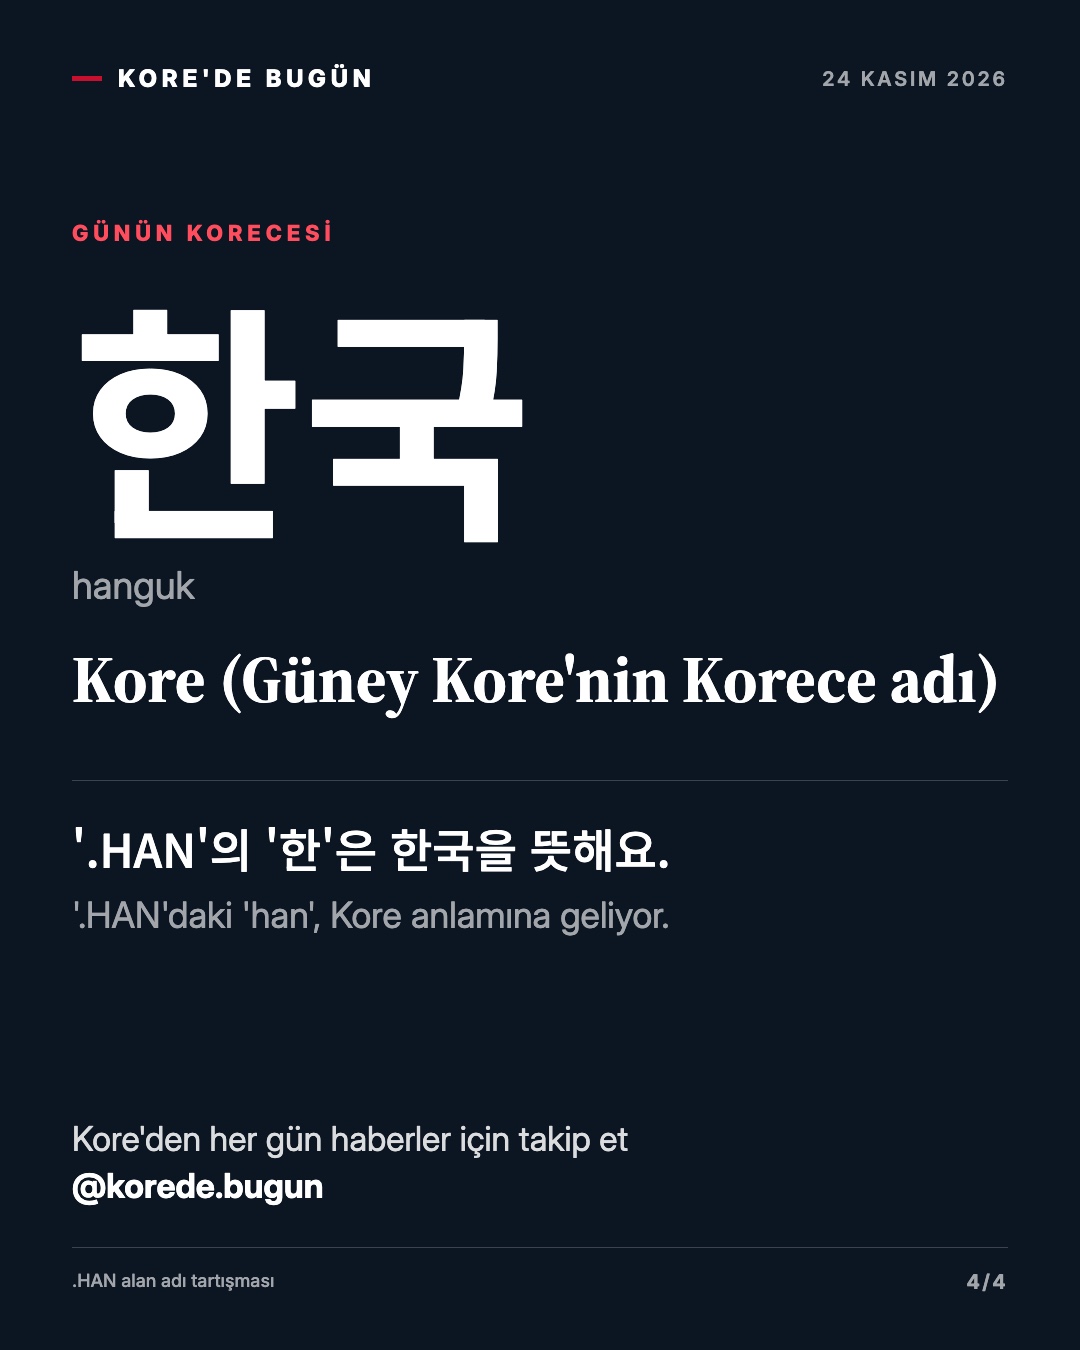 KORE'DE BUGÜN
24 KASIM 2026
GÜNÜN KORECESİ
한국
hanguk
Kore (Güney Kore'nin Korece adı)
'.HAN'의 '한'은 한국을 뜻해요.
'.HAN'daki 'han', Kore anlamına geliyor.
Kore'den her gün haberler için takip et
@korede.bugun
.HAN alan adı tartışması
4/4